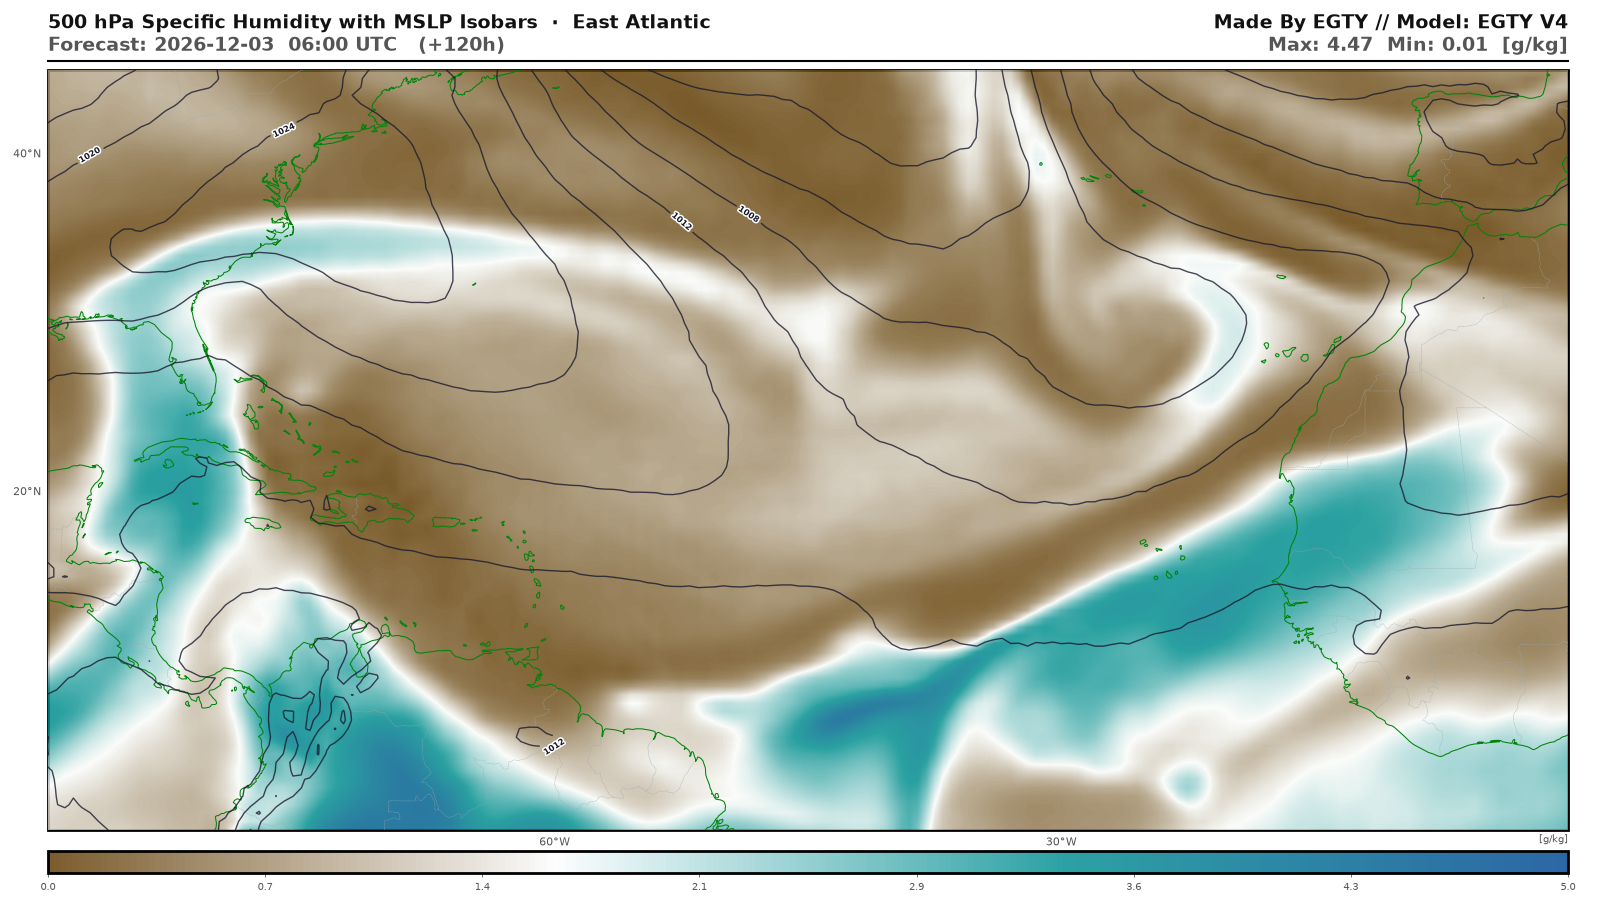 500 hPa Specific Humidity with MSLP Isobars · East Atlantic
Made By EGTY // Model: EGTY V4
Forecast: 2026-12-03 06:00 UTC (+120h)
Max: 4.47 Min: 0.01 [g/kg]
1024
40°N
1020
1008
1012
20°N
1012
60°W
30°W
[g/kg]
0.0
0.7
1.4
2.1
2.9
3.6
4.3
5.0